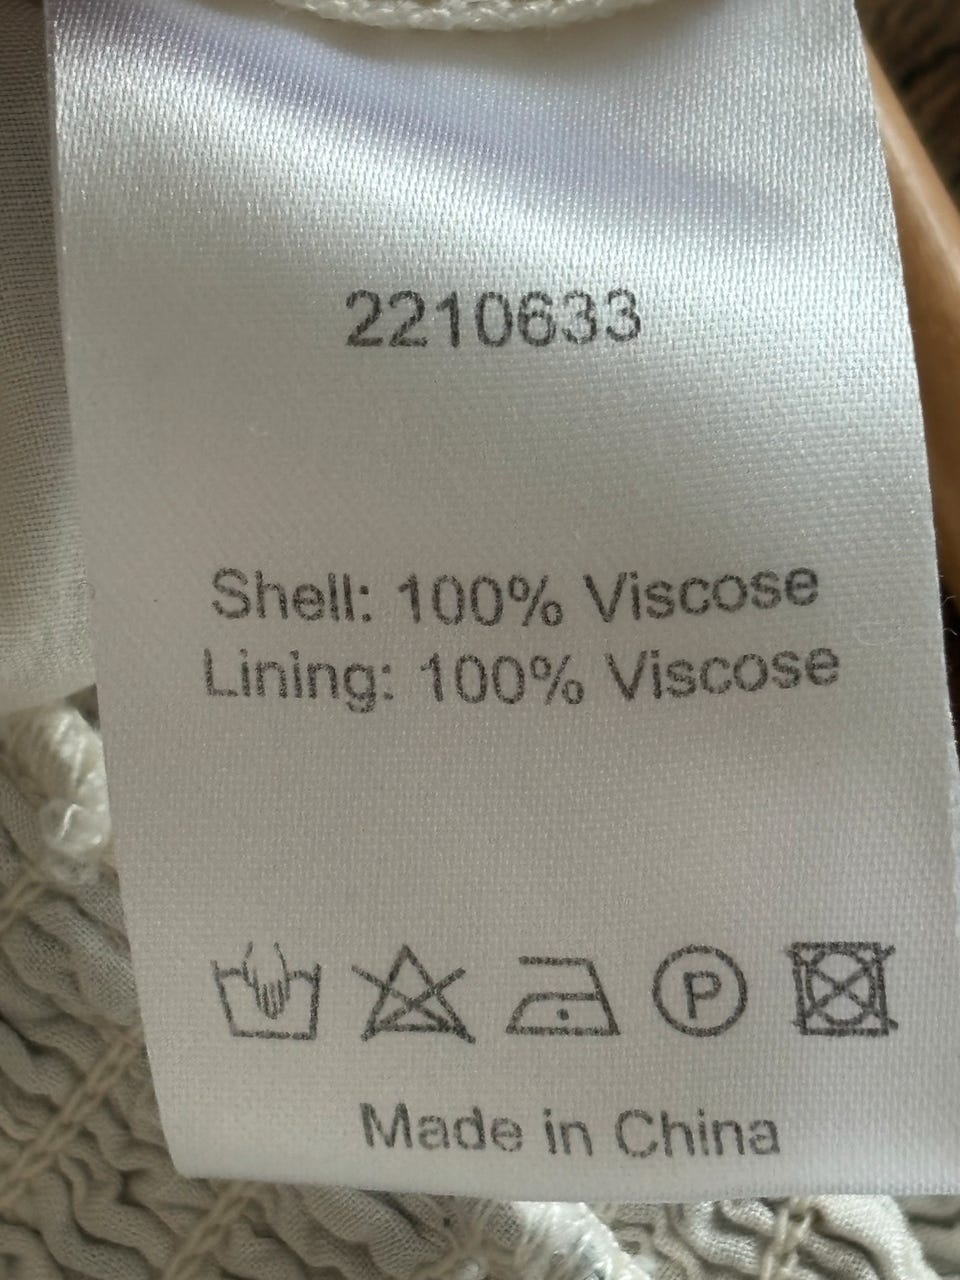 2210633
Shell: 100% Viscose
Lining: 100% Viscose
P
Made in China